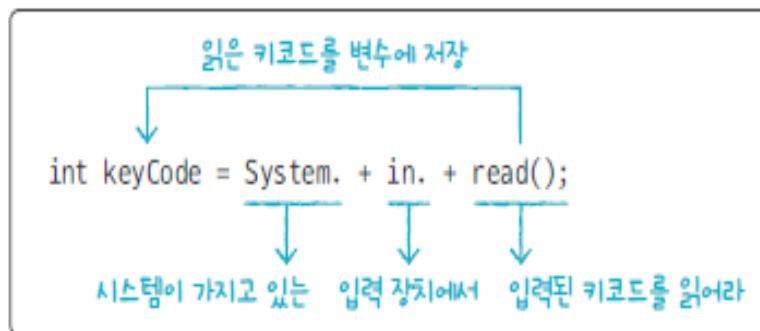 읽은 키코드를 변수에 저장
int keyCode = System. + in. + read();
시스템이 가지고 있는 입력 장치에서 입력된 키코드를 읽어라